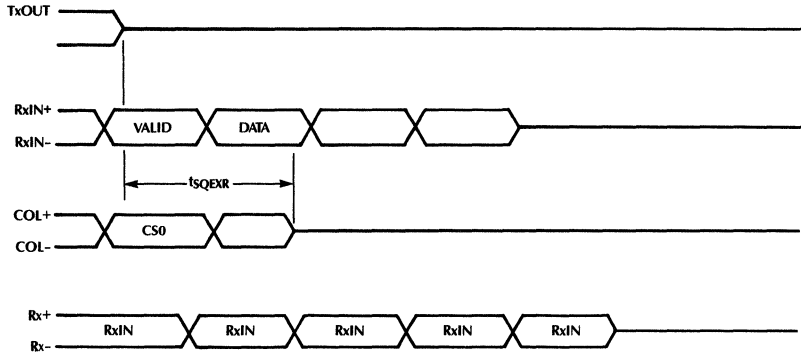 TxOUT
RxIN+
VALID DATA
RxIN–
tSQEXR
COL+
CS0
COL–
Rx+
RxIN RxIN RxIN RxIN RxIN
Rx–